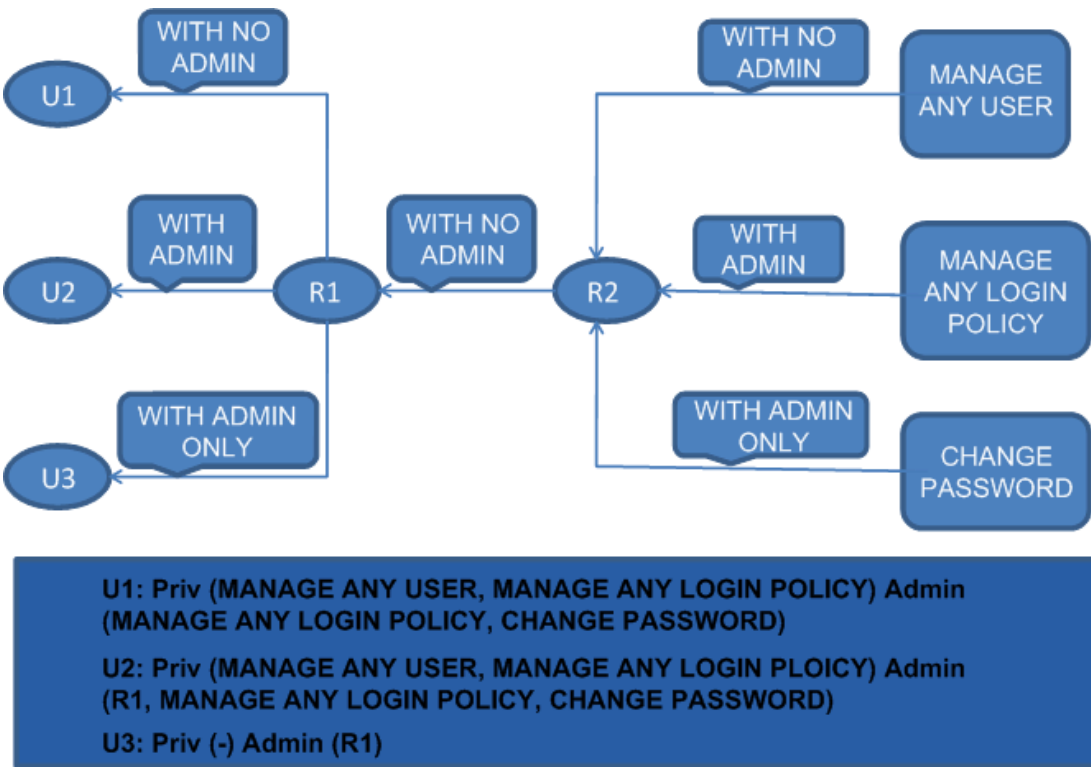 WITH NO
ADMIN
WITH NO
ADMIN
MANAGE
ANY USER
U1
WITH
ADMIN
WITH NO
ADMIN
WITH
ADMIN
MANAGE
ANY LOGIN
POLICY
U2
R1
R2
WITH ADMIN
ONLY
WITH ADMIN
ONLY
CHANGE
PASSWORD
U3
U1: Priv (MANAGE ANY USER, MANAGE ANY LOGIN POLICY) Admin
(MANAGE ANY LOGIN POLICY, CHANGE PASSWORD)
U2: Priv (MANAGE ANY USER, MANAGE ANY LOGIN PLOICY) Admin
(R1, MANAGE ANY LOGIN POLICY, CHANGE PASSWORD)
U3: Priv (-) Admin (R1)